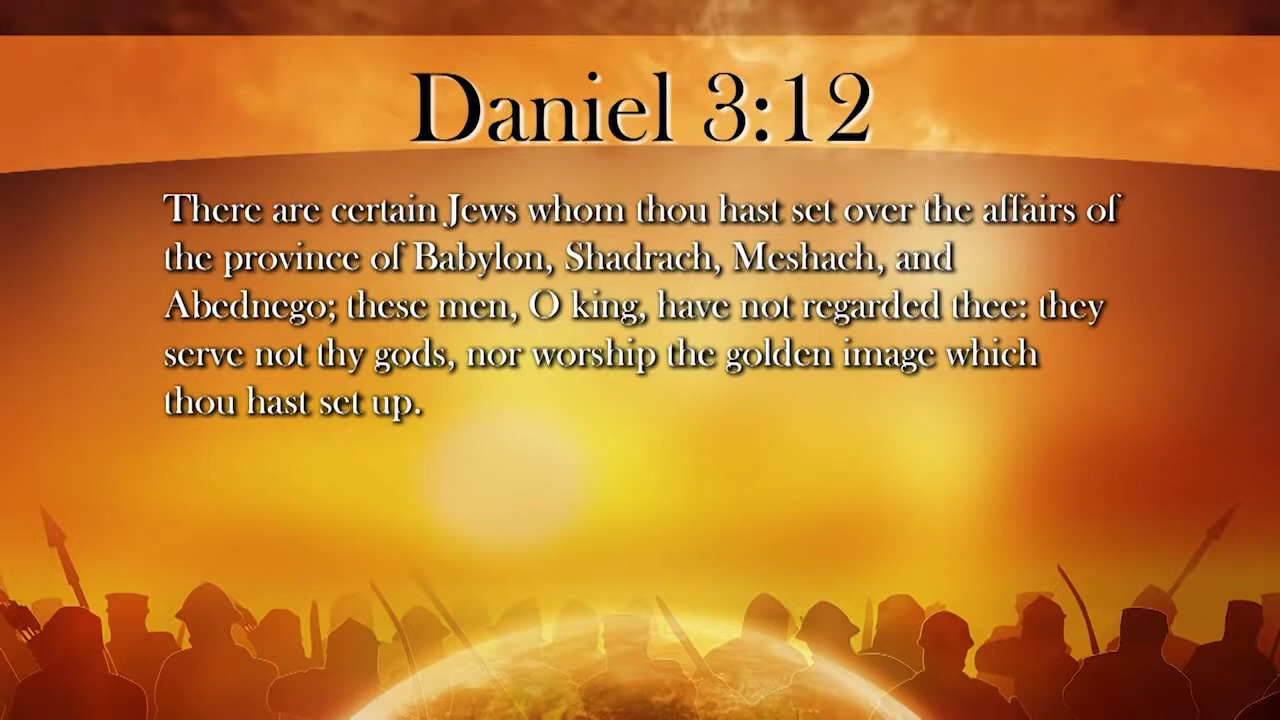 Daniel 3:12
There are certain Jews whom thou hast set over the affairs of
the province of Babylon, Shadrach, Meshach, and
Abednego; these men, O king, have not regarded thee: they
serve not thy gods, nor worship the golden image which
thou hast set up.